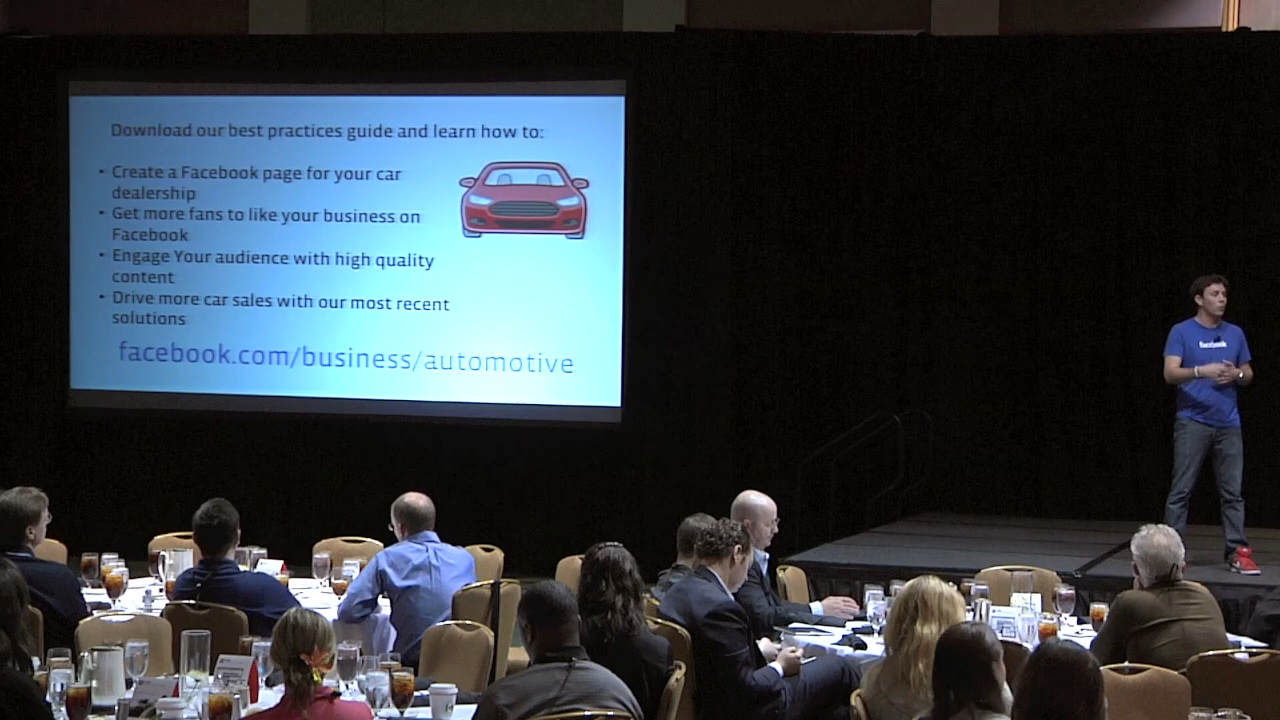 Download our best practices guide and learn how to:
• Create a Facebook page for your car
dealership
• Get more fans to like your business on
Facebook
• Engage Your audience with high quality
content
• Drive more car sales with our most recent
solutions
facebook.com/business/automotive
facebook